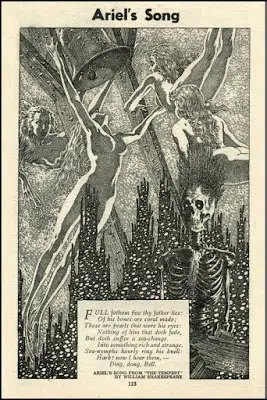 Ariel's Song
FULL fathom five thy father lies:
Of his bones are coral made;
Those are pearls that were his eyes:
Nothing of him that doth fade,
But doth suffer a sea-change
Into something rich and strange.
Sea-nymphs hourly ring his knell:
Hark! now I hear them,—
Ding, dong, Bell.
ARIEL'S SONG FROM "THE TEMPEST"
BY WILLIAM SHAKESPEARE
113